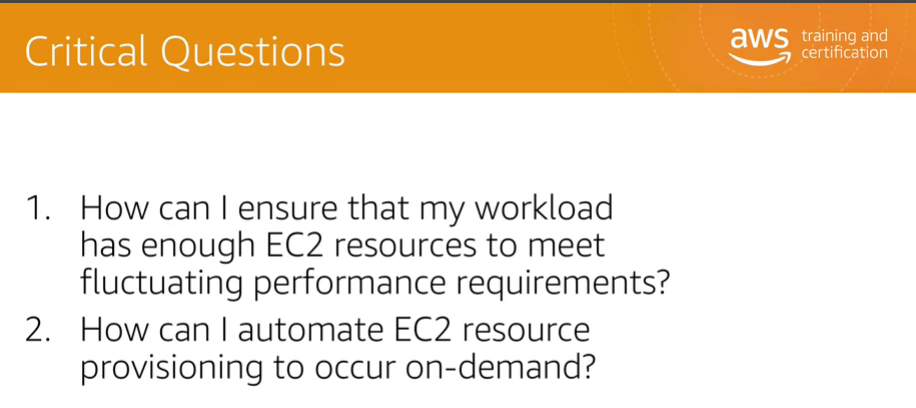 Critical Questions
aws training and
certification
1. How can I ensure that my workload
has enough EC2 resources to meet
fluctuating performance requirements?
2. How can I automate EC2 resource
provisioning to occur on-demand?